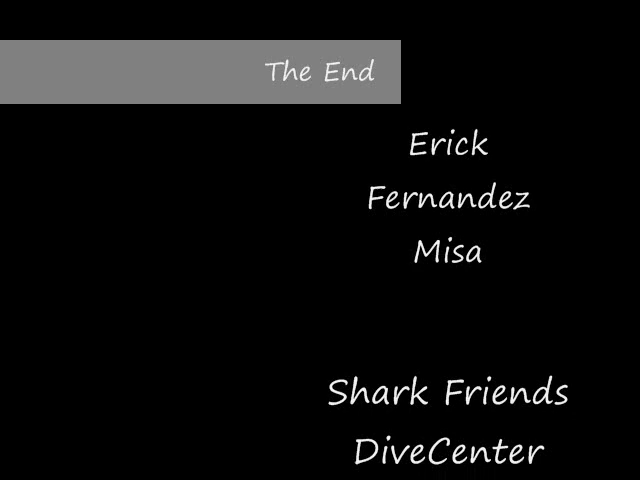 The End
Erick
Fernandez
Misa
Shark Friends
DiveCenter